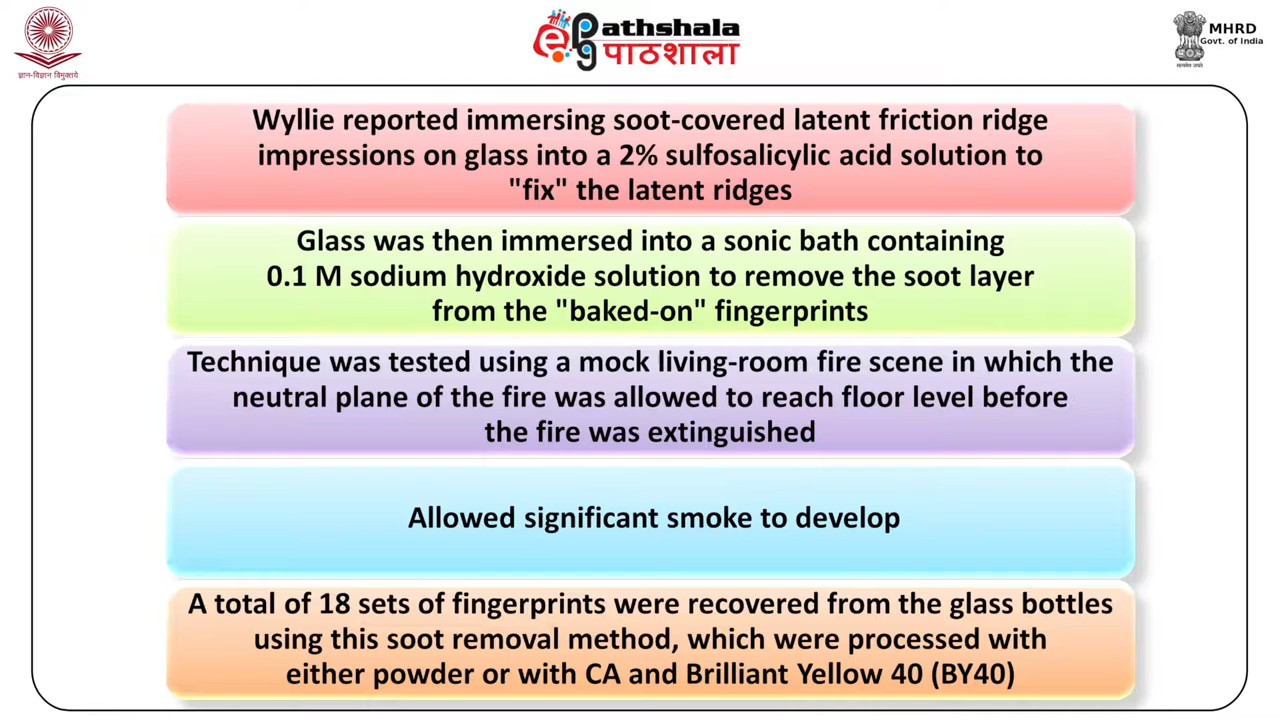 ज्ञान-विज्ञान विमुक्तये
epgathshala
पाठशाला
सत्यमेव जयते
MHRD
Govt. of India
Wyllie reported immersing soot-covered latent friction ridge
impressions on glass into a 2% sulfosalicylic acid solution to
"fix" the latent ridges
Glass was then immersed into a sonic bath containing
0.1 M sodium hydroxide solution to remove the soot layer
from the "baked-on" fingerprints
Technique was tested using a mock living-room fire scene in which the
neutral plane of the fire was allowed to reach floor level before
the fire was extinguished
Allowed significant smoke to develop
A total of 18 sets of fingerprints were recovered from the glass bottles
using this soot removal method, which were processed with
either powder or with CA and Brilliant Yellow 40 (BY40)